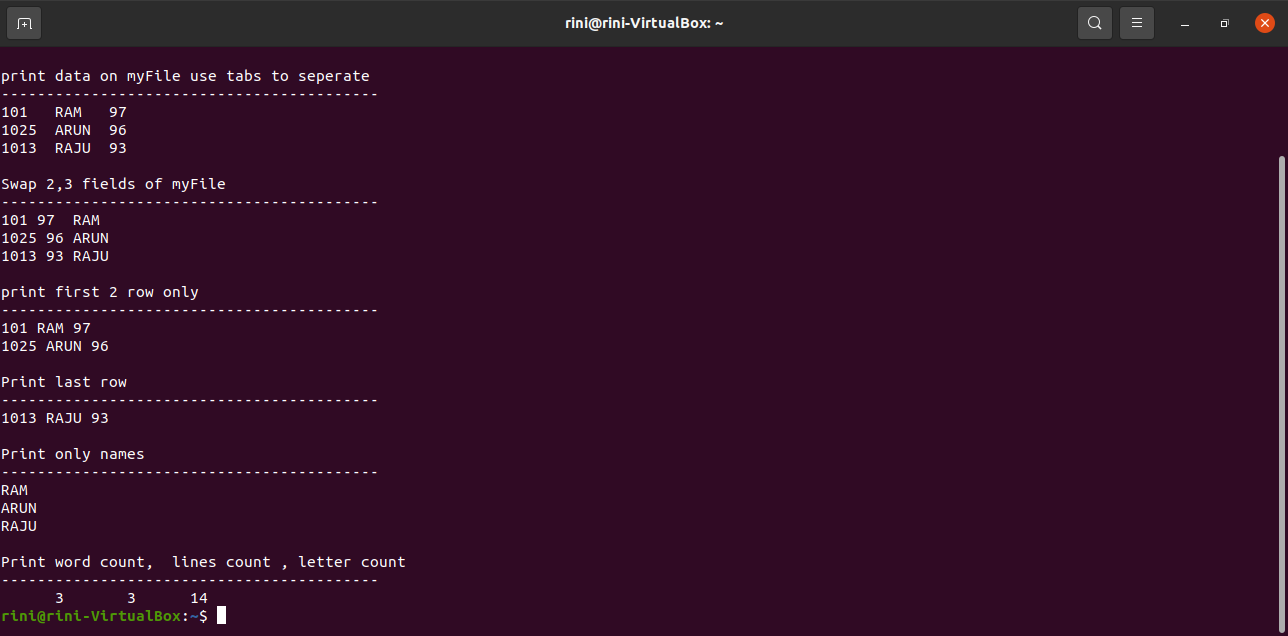 rini@rini-VirtualBox: ~
print data on myFile use tabs to seperate
------------------------------------------
101   RAM   97
1025  ARUN  96
1013  RAJU  93
Swap 2,3 fields of myFile
------------------------------------------
101 97  RAM
1025 96 ARUN
1013 93 RAJU
print first 2 row only
------------------------------------------
101 RAM 97
1025 ARUN 96
Print last row
------------------------------------------
1013 RAJU 93
Print only names
------------------------------------------
RAM
ARUN
RAJU
Print word count,  lines count , letter count
------------------------------------------
      3       3      14
rini@rini-VirtualBox:~$